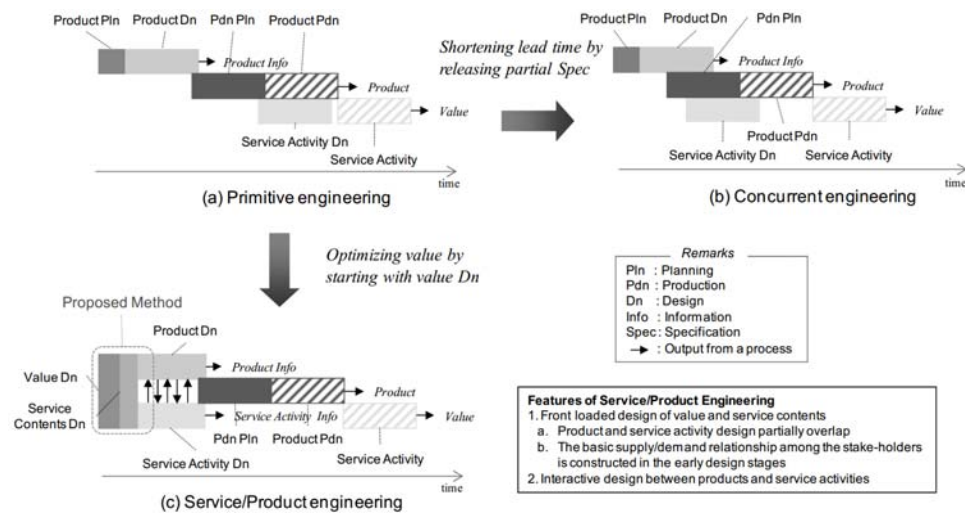 Product Pln
Product Dn
Pdn Pln
Product Pdn
Product Info
Product
Value
Service Activity Dn
Service Activity
time
(a) Primitive engineering
Shortening lead time by
releasing partial Spec
Product Pln
Product Dn
Pdn Pln
Product Info
Product
Value
Product Pdn
Service Activity Dn
Service Activity
time
(b) Concurrent engineering
Optimizing value by
starting with value Dn
Proposed Method
Product Dn
Product Info
Value Dn
Product
Service
Contents Dn
Service Activity Info
Value
Pdn Pln
Product Pdn
Service Activity Dn
Service Activity
time
(c) Service/Product engineering
Remarks
Pln : Planning
Pdn : Production
Dn : Design
Info : Information
Spec : Specification
: Output from a process
Features of Service/Product Engineering
1. Front loaded design of value and service contents
a. Product and service activity design partially overlap
b. The basic supply/demand relationship among the stake-holders
is constructed in the early design stages
2. Interactive design between products and service activities